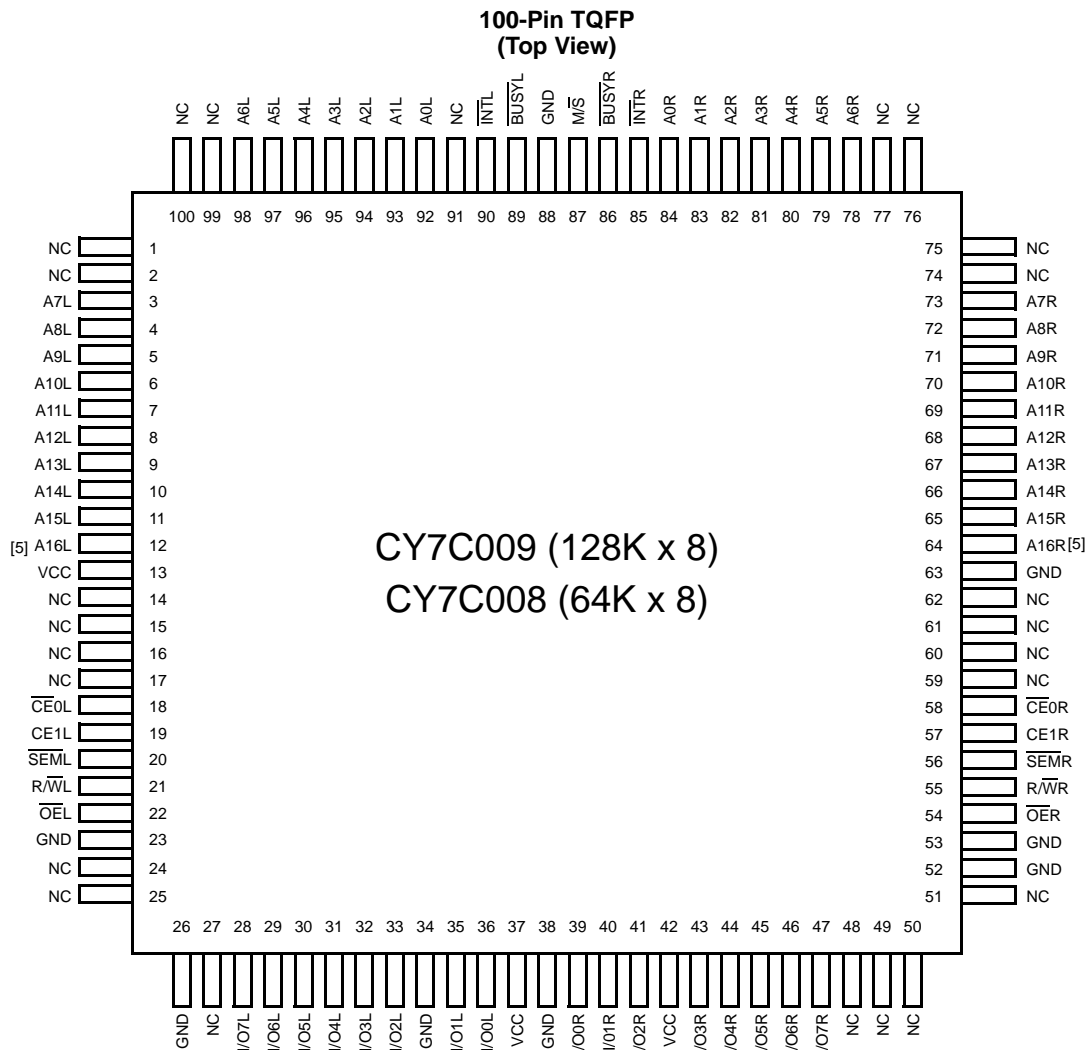 100-Pin TQFP
(Top View)
NC NC A6L A5L A4L A3L A2L A1L A0L NC INTL BUSYL GND M/S BUSYR INTR A0R A1R A2R A3R A4R A5R A6R NC NC
100 99 98 97 96 95 94 93 92 91 90 89 88 87 86 85 84 83 82 81 80 79 78 77 76
NC 1 75 NC
NC 2 74 NC
A7L 3 73 A7R
A8L 4 72 A8R
A9L 5 71 A9R
A10L 6 70 A10R
A11L 7 69 A11R
A12L 8 68 A12R
A13L 9 67 A13R
A14L 10 66 A14R
A15L 11 65 A15R
[5] A16L 12 64 A16R[5]
VCC 13 63 GND
NC 14 62 NC
NC 15 61 NC
NC 16 60 NC
NC 17 59 NC
CE0L 18 58 CE0R
CE1L 19 57 CE1R
SEML 20 56 SEMR
R/WL 21 55 R/WR
OEL 22 54 OER
GND 23 53 GND
NC 24 52 GND
NC 25 51 NC
CY7C009 (128K x 8)
CY7C008 (64K x 8)
26 27 28 29 30 31 32 33 34 35 36 37 38 39 40 41 42 43 44 45 46 47 48 49 50
GND NC I/O7L I/O6L I/O5L I/O4L I/O3L I/O2L GND I/O1L I/O0L VCC GND I/O0R I/01R I/O2R VCC I/O3R I/O4R I/O5R I/O6R I/O7R NC NC NC